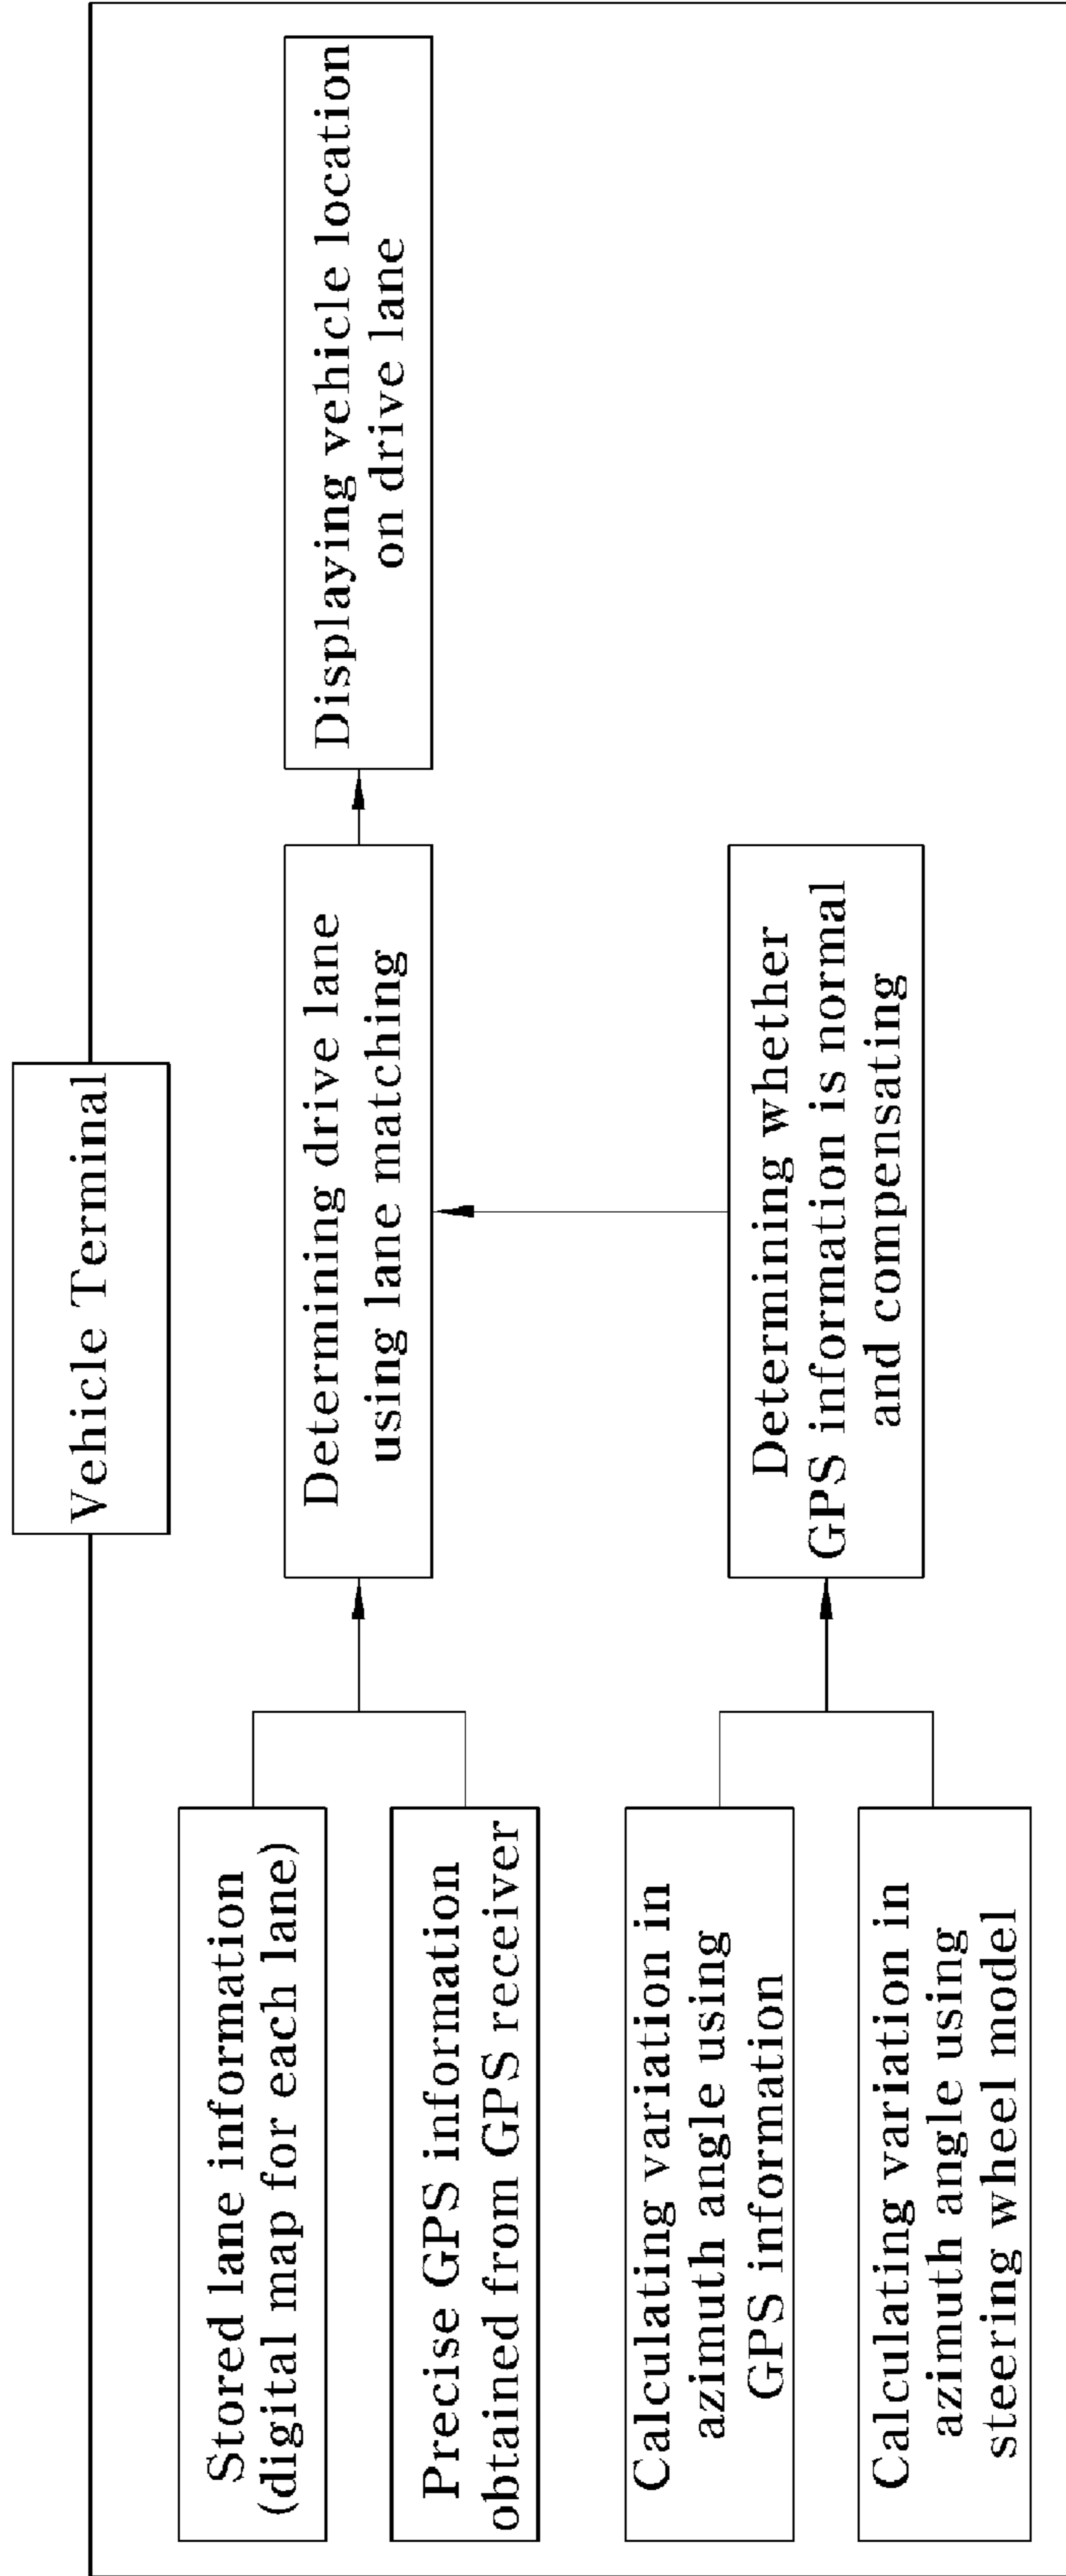 Vehicle Terminal
Stored lane information
(digital map for each lane)
Precise GPS information
obtained from GPS receiver
Determining drive lane
using lane matching
Displaying vehicle location
on drive lane
Calculating variation in
azimuth angle using
GPS information
Calculating variation in
azimuth angle using
steering wheel model
Determining whether
GPS information is normal
and compensating